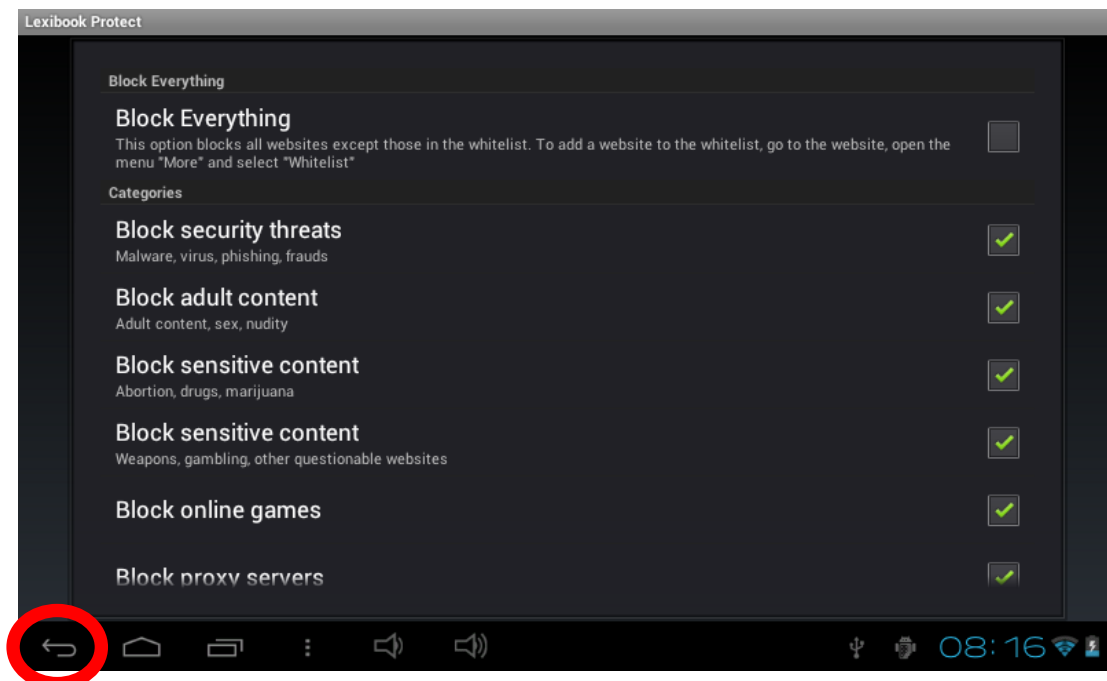 Lexibook Protect
Block Everything
Block Everything
This option blocks all websites except those in the whitelist. To add a website to the whitelist, go to the website, open the
menu "More" and select "Whitelist"
Categories
Block security threats
Malware, virus, phishing, frauds
Block adult content
Adult content, sex, nudity
Block sensitive content
Abortion, drugs, marijuana
Block sensitive content
Weapons, gambling, other questionable websites
Block online games
Block proxy servers
08:16